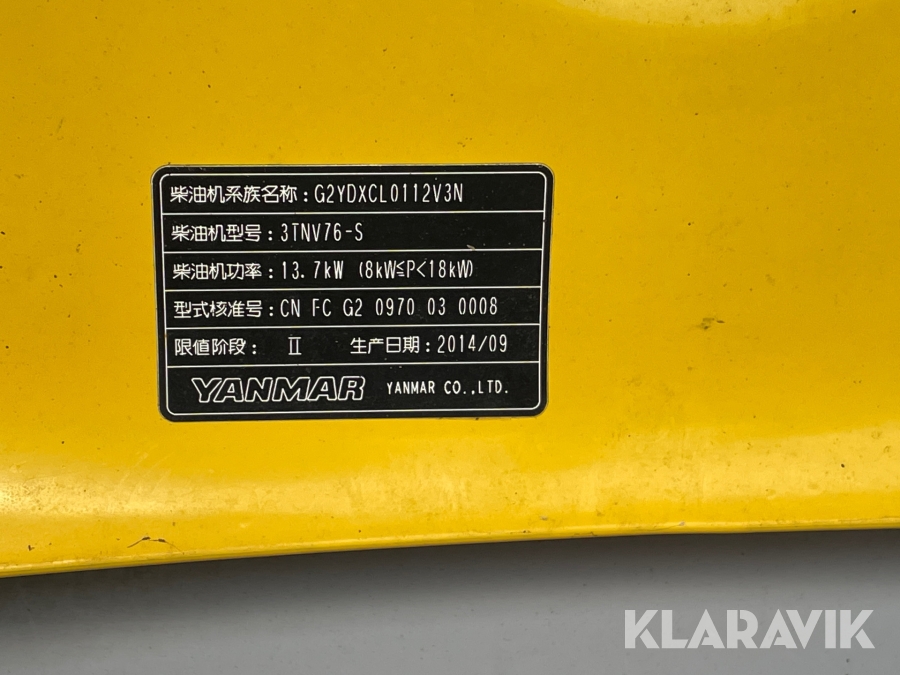 柴油机系族名称：G2YDXCL0112V3N
柴油机型号：3TNV76-S
柴油机功率：13.7kW (8kW≦P<18kW)
型式核准号：CN FC G2 0970 03 0008
限值阶段： Ⅱ 生产日期：2014/09
YANMAR YANMAR CO.,LTD.
KLARAVIK